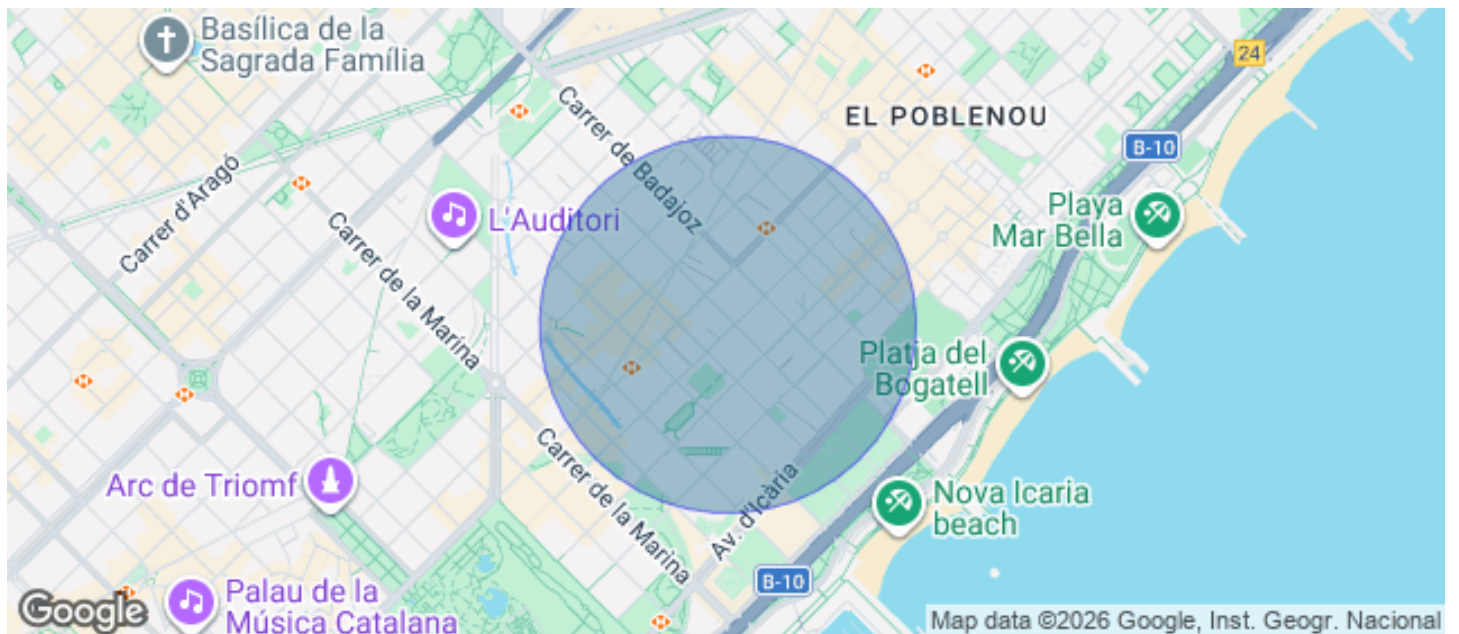 Basílica de la
Sagrada Família
24
Carrer de Badajoz
EL POBLENOU
B-10
Carrer d'Aragó
L'Auditori
Playa
Mar Bella
Carrer de la Marina
Platja del
Bogatell
Arc de Triomf
Carrer de la Marina
Av. d'Icària
Nova Icaria
beach
B-10
Palau de la
Música Catalana
Google
Map data ©2026 Google, Inst. Geogr. Nacional